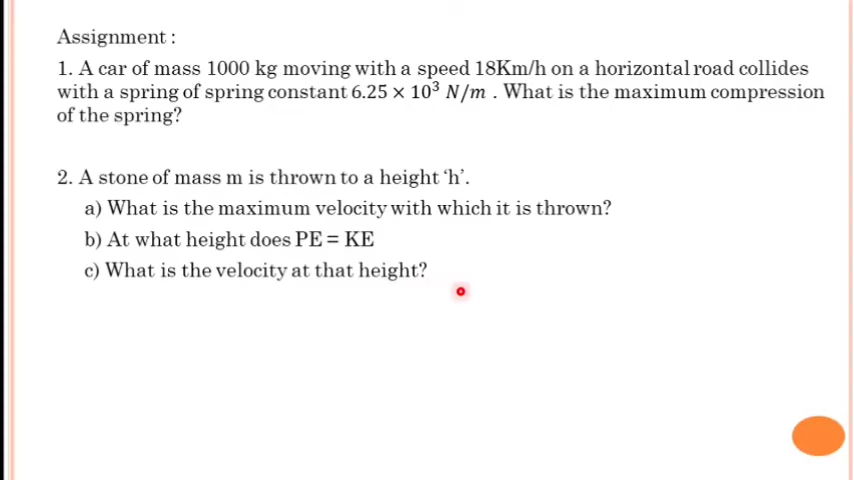 Assignment :
1. A car of mass 1000 kg moving with a speed 18Km/h on a horizontal road collides
with a spring of spring constant 6.25 × 10³ N/m . What is the maximum compression
of the spring?
2. A stone of mass m is thrown to a height ‘h’.
a) What is the maximum velocity with which it is thrown?
b) At what height does PE = KE
c) What is the velocity at that height?